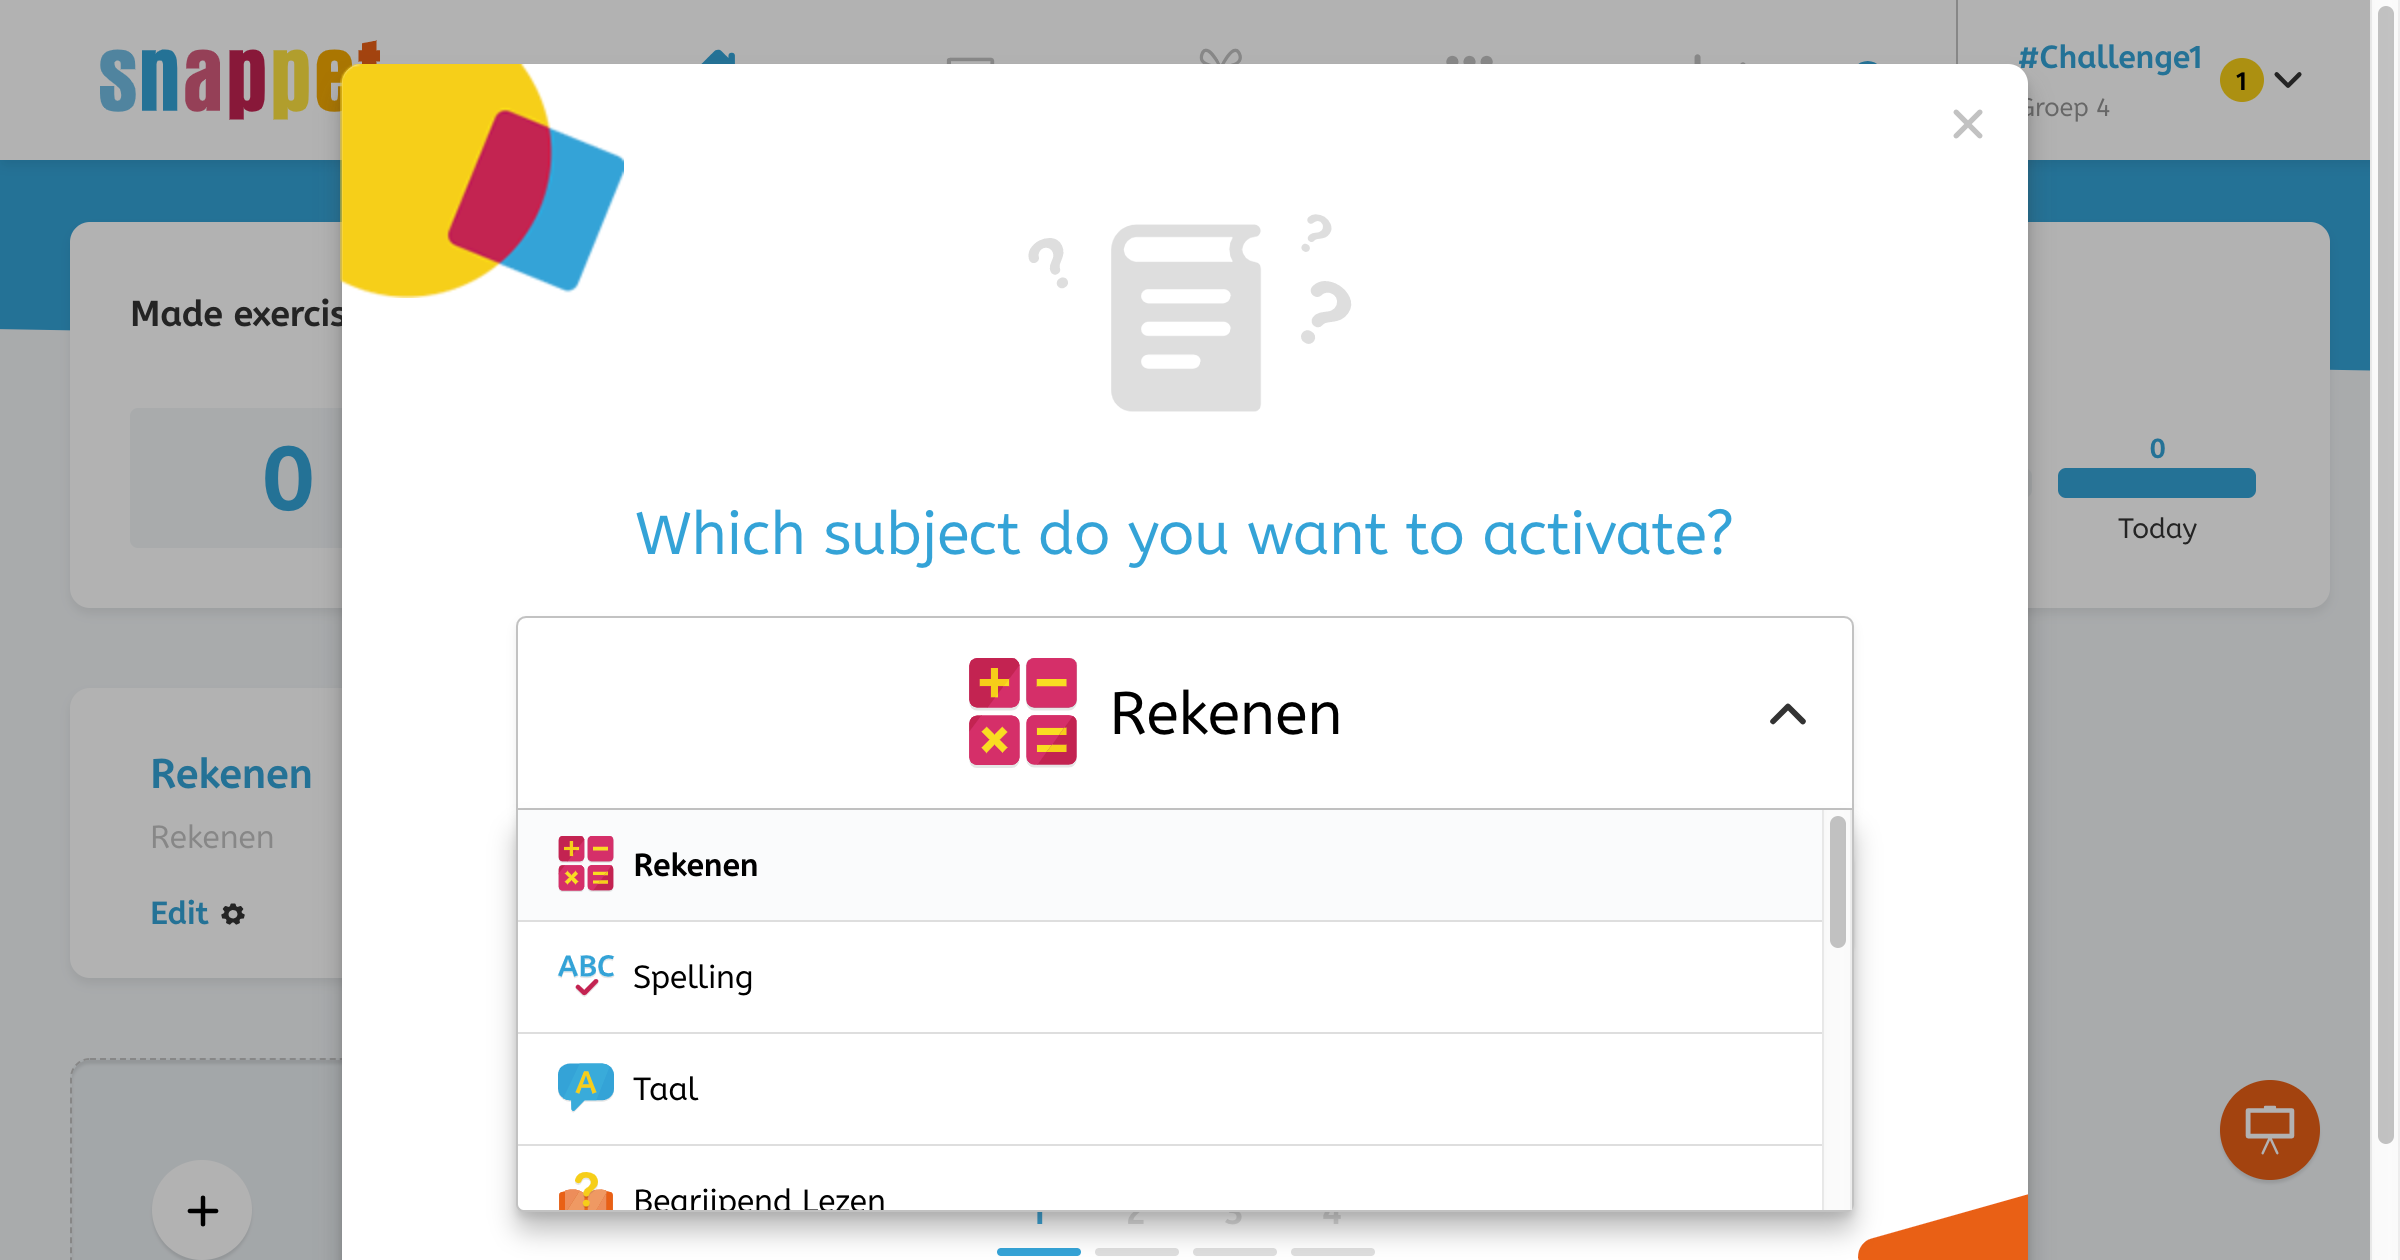 snappet
#Challenge1
1
Groep 4
Made exercis
0
0
Today
Which subject do you want to activate?
Rekenen
Rekenen
Rekenen
Edit
Rekenen
ABC
Spelling
A
Taal
?
Begrijpend Lezen
1 2 3 4